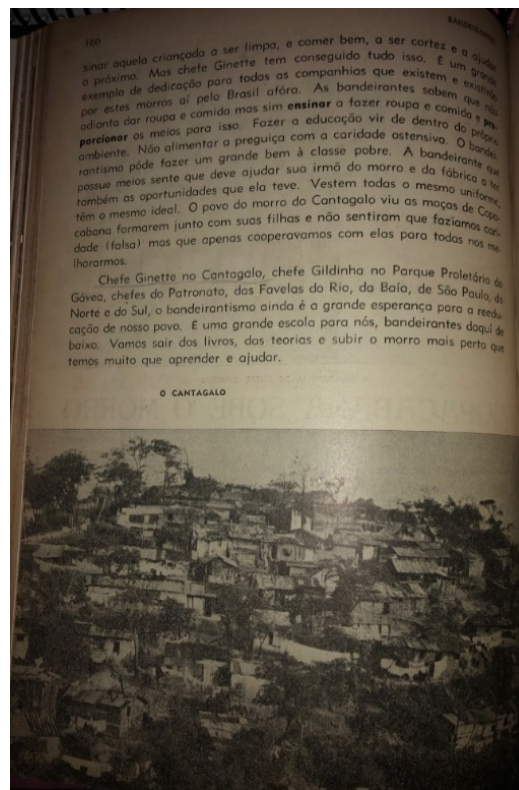 160
BANDEIRANTES
sinar aquela criançada a ser limpa, e comer bem, a ser cortez e a ajudar
o próximo. Mas chefe Ginette tem conseguido tudo isso. É um grande
exemplo de dedicação para todas as companhias que existem e existirão
por estes morros aí pelo Brasil afóra. As bandeirantes sabem que não
adianta dar roupa e comida mas sim ensinar a fazer roupa e comida e pro-
porcionar os meios para isso. Fazer a educação vir de dentro do próprio
ambiente. Não alimentar a preguiça com a caridade ostensiva. O bandei-
rantismo póde fazer um grande bem à classe pobre. A bandeirante que
possue meios sente que deve ajudar sua irmã do morro e da fábrica a ter
também as oportunidades que ela teve. Vestem todas o mesmo uniforme,
têm o mesmo ideal. O povo do morro do Cantagalo viu as moças de Copa-
cabana formarem junto com suas filhas e não sentiram que faziamos cari-
dade (falsa) mas que apenas cooperavamos com elas para todas nos me-
lhorarmos.
Chefe Ginette no Cantagalo, chefe Gildinha no Parque Proletário da
Gávea, chefes do Patronato, das Favelas do Rio, da Baía, de São Paulo, do
Norte e do Sul, o bandeirantismo ainda é a grande esperança para a reedu-
cação de nosso povo. É uma grande escola para nós, bandeirantes daqui de
baixo. Vamos sair dos livros, das teorias e subir o morro mais perto que
temos muito que aprender e ajudar.
O CANTAGALO